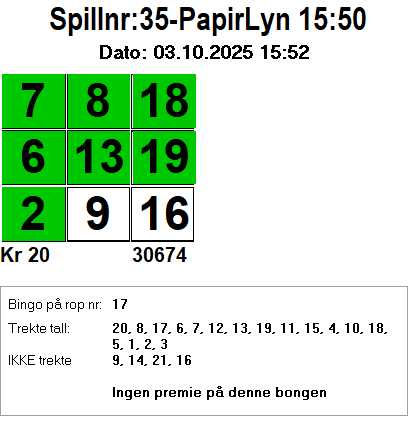 Spillnr:35-PapirLyn 15:50
Dato: 03.10.2025 15:52
7 8 18
6 13 19
2 9 16
Kr 20 30674
Bingo på rop nr: 17
Trekte tall: 20, 8, 17, 6, 7, 12, 13, 19, 11, 15, 4, 10, 18,
5, 1, 2, 3
IKKE trekte 9, 14, 21, 16
Ingen premie på denne bongen